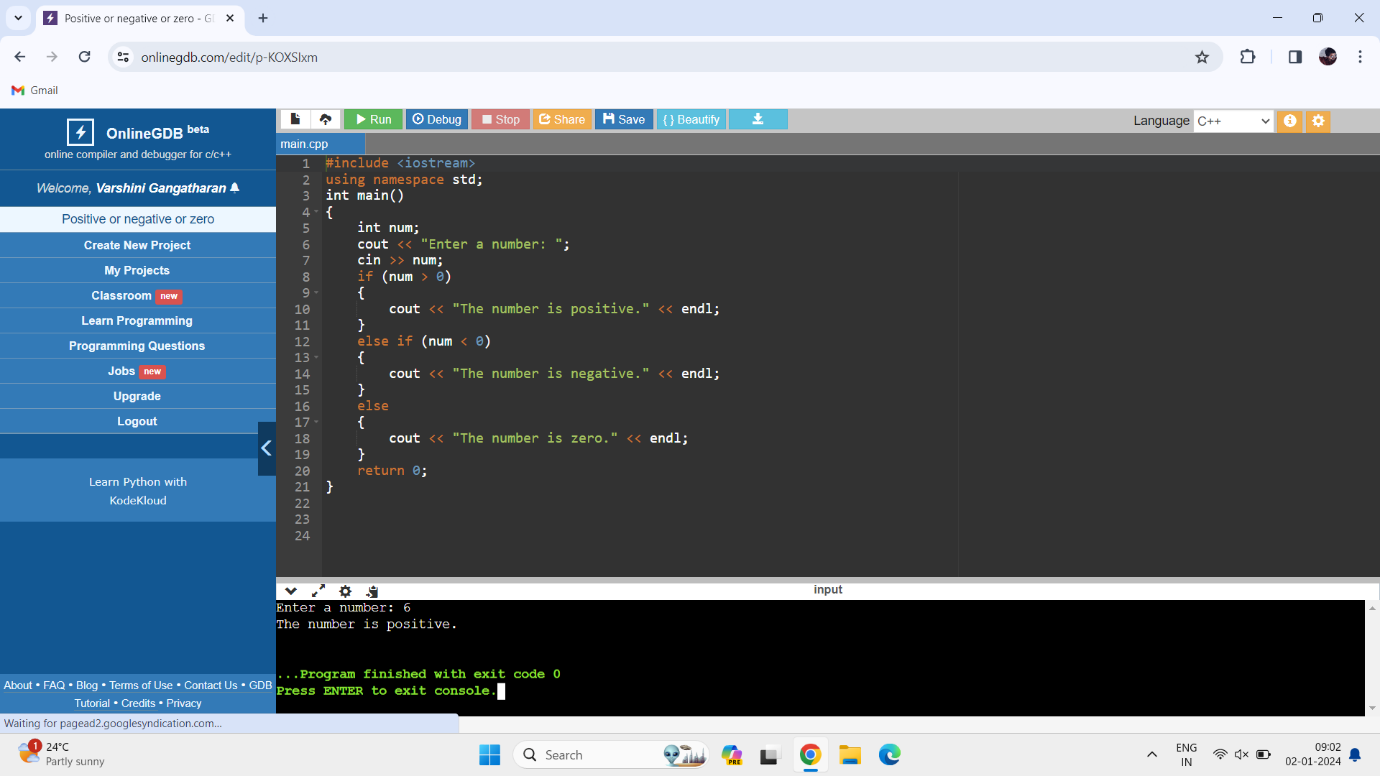 Positive or negative or zero - G
onlinegdb.com/edit/p-KOXSlxm
Gmail
OnlineGDB beta
online compiler and debugger for c/c++
Welcome, Varshini Gangatharan
Positive or negative or zero
Create New Project
My Projects
Classroom new
Learn Programming
Programming Questions
Jobs new
Upgrade
Logout
Learn Python with
KodeKloud
About • FAQ • Blog • Terms of Use • Contact Us • GDB
Tutorial • Credits • Privacy
Waiting for pagead2.googlesyndication.com...
Run Debug Stop Share Save { } Beautify
Language C++
main.cpp
1 #include <iostream>
2 using namespace std;
3 int main()
4 {
5 int num;
6 cout << "Enter a number: ";
7 cin >> num;
8 if (num > 0)
9 {
10 cout << "The number is positive." << endl;
11 }
12 else if (num < 0)
13 {
14 cout << "The number is negative." << endl;
15 }
16 else
17 {
18 cout << "The number is zero." << endl;
19 }
20 return 0;
21 }
22
23
24
input
Enter a number: 6
The number is positive.
...Program finished with exit code 0
Press ENTER to exit console.
1
24°C
Partly sunny
Search
PRE
ENG
IN
09:02
02-01-2024